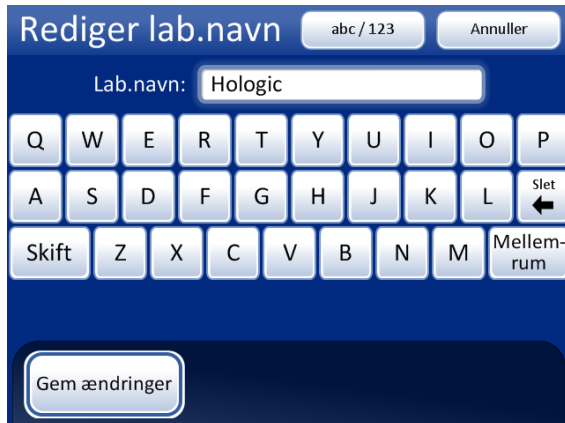 Rediger lab.navn abc / 123 Annuller
Lab.navn: Hologic
Q W E R T Y U I O P
A S D F G H J K L Slet
Skift Z X C V B N M Mellem-
rum
Gem ændringer